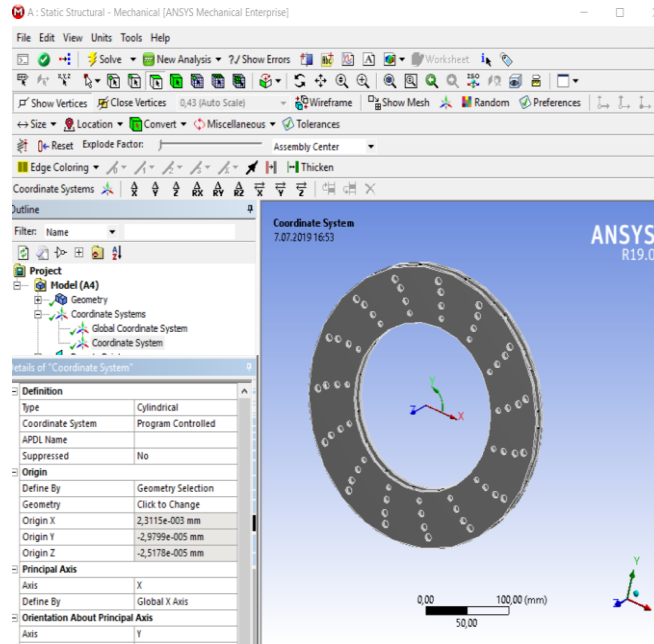 A : Static Structural - Mechanical [ANSYS Mechanical Enterprise]
File Edit View Units Tools Help
Solve New Analysis ?/ Show Errors A Worksheet
Show Vertices Close Vertices 0,43 (Auto Scale) Wireframe Show Mesh Random Preferences
Size Location Convert Miscellaneous Tolerances
Reset Explode Factor: Assembly Center
Edge Coloring Thicken
Coordinate Systems X Y Z RX RY RZ X Y Z
Outline
Filter: Name
Project
Model (A4)
Geometry
Coordinate Systems
Global Coordinate System
Coordinate System
Details of "Coordinate System"
Definition
Type Cylindrical
Coordinate System Program Controlled
APDL Name
Suppressed No
Origin
Define By Geometry Selection
Geometry Click to Change
Origin X 2,3115e-003 mm
Origin Y -2,9799e-005 mm
Origin Z -2,5178e-005 mm
Principal Axis
Axis X
Define By Global X Axis
Orientation About Principal Axis
Axis Y
Coordinate System
7.07.2019 16:53
ANSYS
R19.0
Y
Z
X
0,00 100,00 (mm)
50,00
Y
Z
X